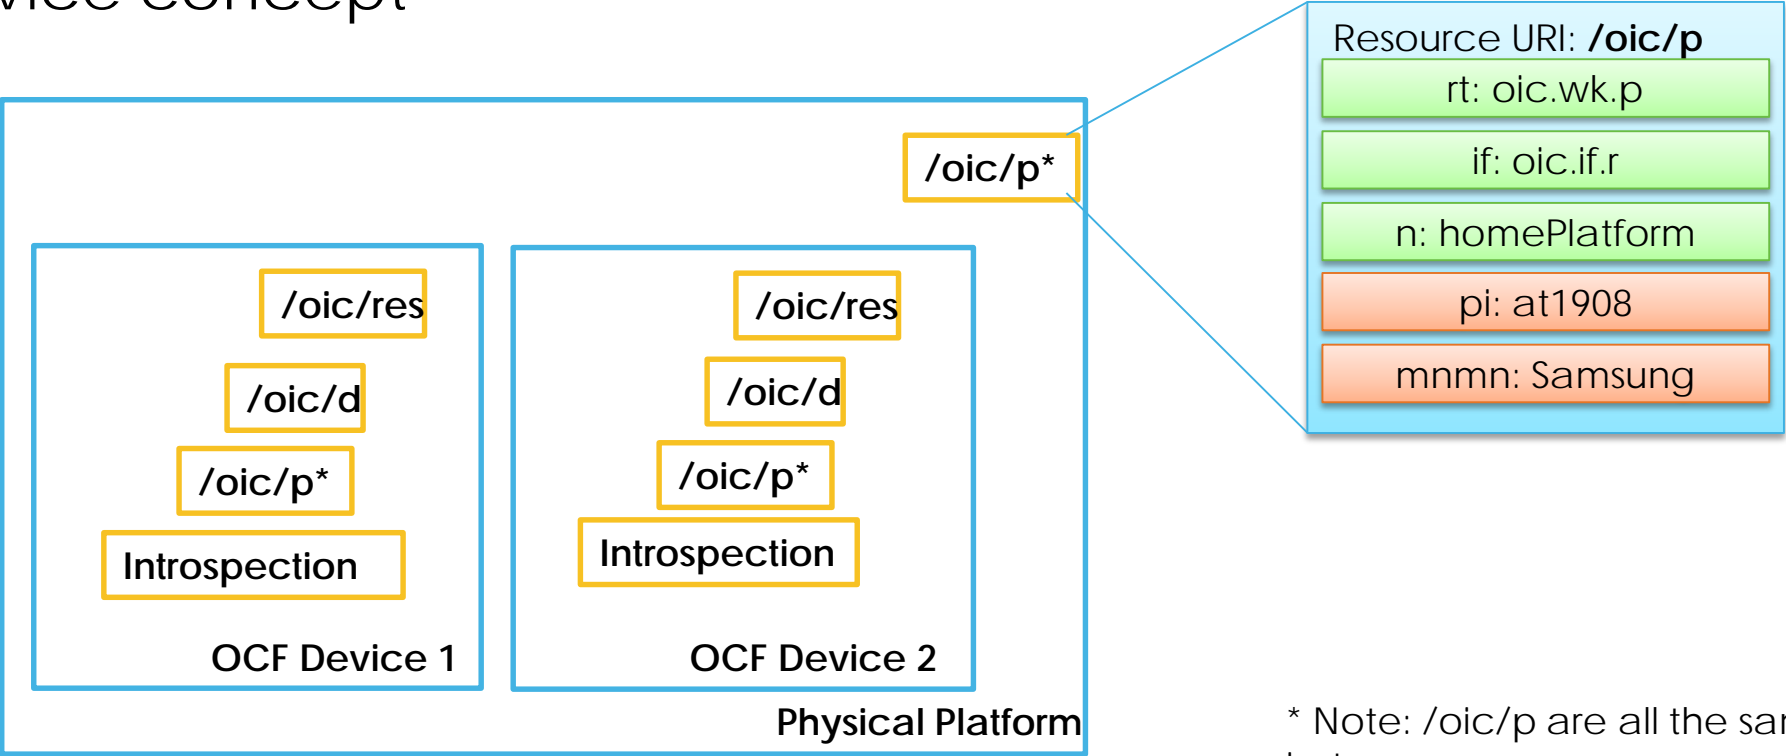 concept
/oic/p*
/oic/res
/oic/d
/oic/p*
Introspection
OCF Device 1
/oic/res
/oic/d
/oic/p*
Introspection
OCF Device 2
Physical Platform
Resource URI: /oic/p
rt: oic.wk.p
if: oic.if.r
n: homePlatform
pi: at1908
mnmn: Samsung
* Note: /oic/p are all the